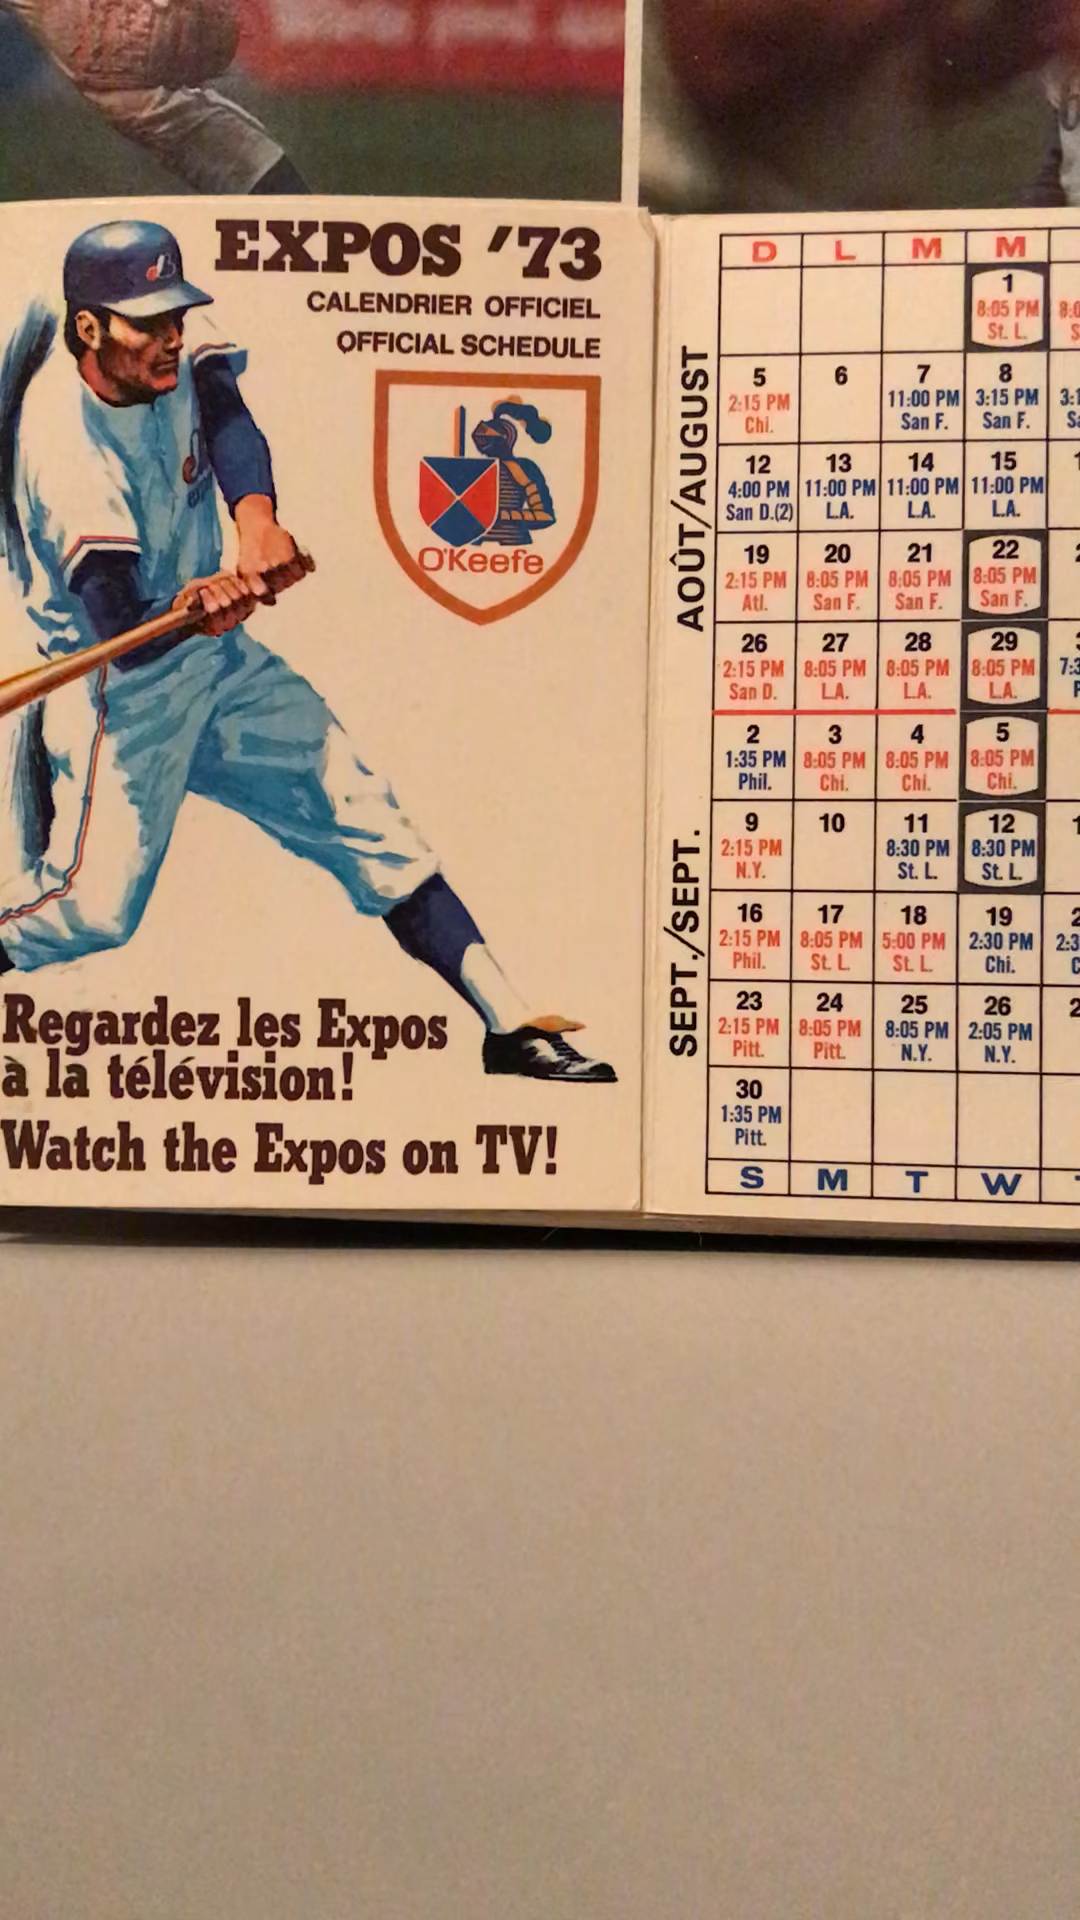 EXPOS '73
CALENDRIER OFFICIEL
OFFICIAL SCHEDULE
O'Keefe
Regardez les Expos
à la télévision!
Watch the Expos on TV!
AOÛT/AUGUST
SEPT./SEPT.
D L M M
1
8:05 PM
St. L.
5 6 7 8
2:15 PM 11:00 PM 3:15 PM
Chi. San F. San F.
12 13 14 15
4:00 PM 11:00 PM 11:00 PM 11:00 PM
San D.(2) L.A. L.A. L.A.
19 20 21 22
2:15 PM 8:05 PM 8:05 PM 8:05 PM
Atl. San F. San F. San F.
26 27 28 29
2:15 PM 8:05 PM 8:05 PM 8:05 PM
San D. L.A. L.A. L.A.
2 3 4 5
1:35 PM 8:05 PM 8:05 PM 8:05 PM
Phil. Chi. Chi. Chi.
9 10 11 12
2:15 PM 8:30 PM 8:30 PM
N.Y. St. L. St. L.
16 17 18 19
2:15 PM 8:05 PM 5:00 PM 2:30 PM
Phil. St. L. St. L. Chi.
23 24 25 26
2:15 PM 8:05 PM 8:05 PM 2:05 PM
Pitt. Pitt. N.Y. N.Y.
30
1:35 PM
Pitt.
S M T W